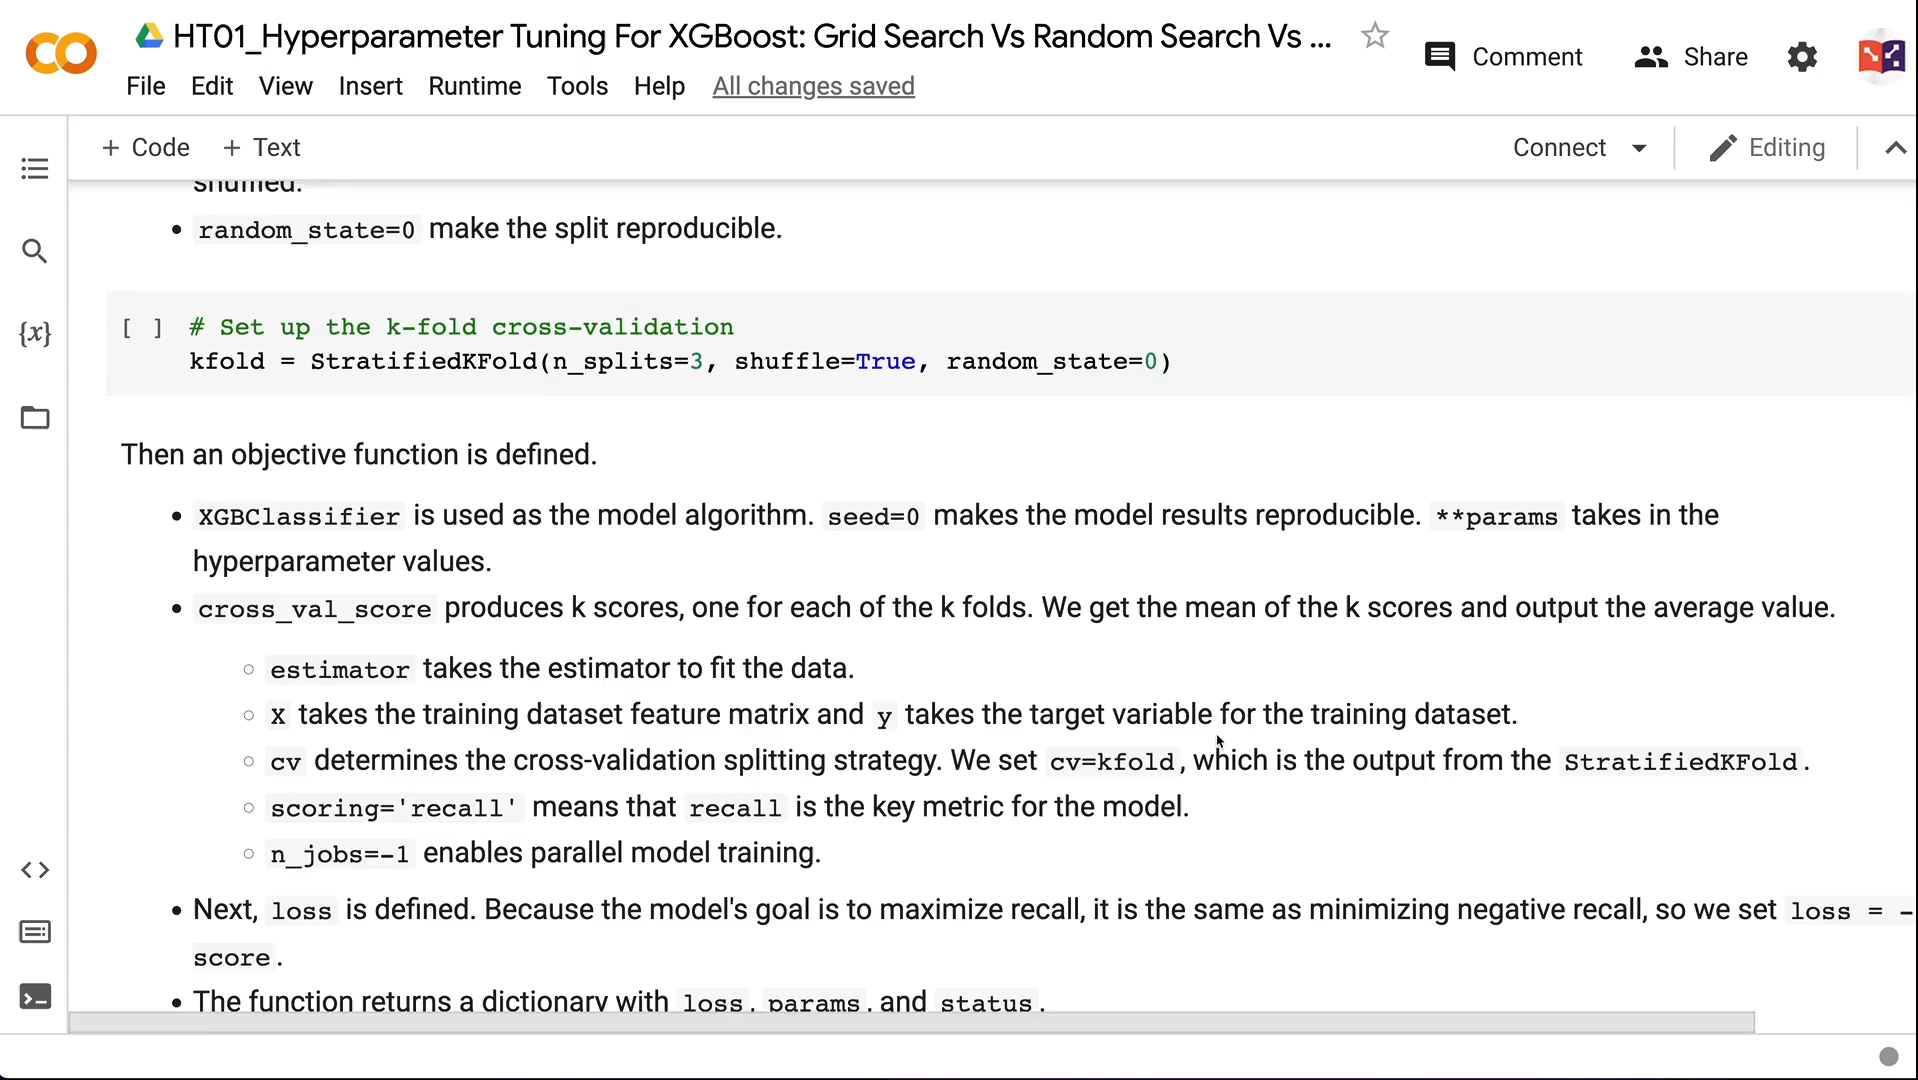 HT01_Hyperparameter Tuning For XGBoost: Grid Search Vs Random Search Vs ...
Comment
Share
File Edit View Insert Runtime Tools Help All changes saved
+ Code + Text
Connect
Editing
shuffled.
• random_state=0 make the split reproducible.
[ ] # Set up the k-fold cross-validation
kfold = StratifiedKFold(n_splits=3, shuffle=True, random_state=0)
Then an objective function is defined.
• XGBClassifier is used as the model algorithm. seed=0 makes the model results reproducible. **params takes in the
hyperparameter values.
• cross_val_score produces k scores, one for each of the k folds. We get the mean of the k scores and output the average value.
○ estimator takes the estimator to fit the data.
○ X takes the training dataset feature matrix and y takes the target variable for the training dataset.
○ cv determines the cross-validation splitting strategy. We set cv=kfold, which is the output from the StratifiedKFold.
○ scoring='recall' means that recall is the key metric for the model.
○ n_jobs=-1 enables parallel model training.
• Next, loss is defined. Because the model's goal is to maximize recall, it is the same as minimizing negative recall, so we set loss = -
score.
• The function returns a dictionary with loss, params, and status.
{x}